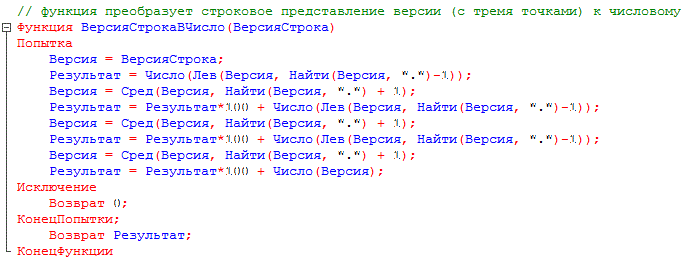 // функция преобразует строковое представление версии (с тремя точками) к числовому
Функция ВерсияСтрокаВЧисло(ВерсияСтрока)
Попытка
Версия = ВерсияСтрока;
Результат = Число(Лев(Версия, Найти(Версия, ".")-1));
Версия = Сред(Версия, Найти(Версия, ".") + 1);
Результат = Результат*100 + Число(Лев(Версия, Найти(Версия, ".")-1));
Версия = Сред(Версия, Найти(Версия, ".") + 1);
Результат = Результат*100 + Число(Лев(Версия, Найти(Версия, ".")-1));
Версия = Сред(Версия, Найти(Версия, ".") + 1);
Результат = Результат*100 + Число(Версия);
Исключение
Возврат 0;
КонецПопытки;
Возврат Результат;
КонецФункции